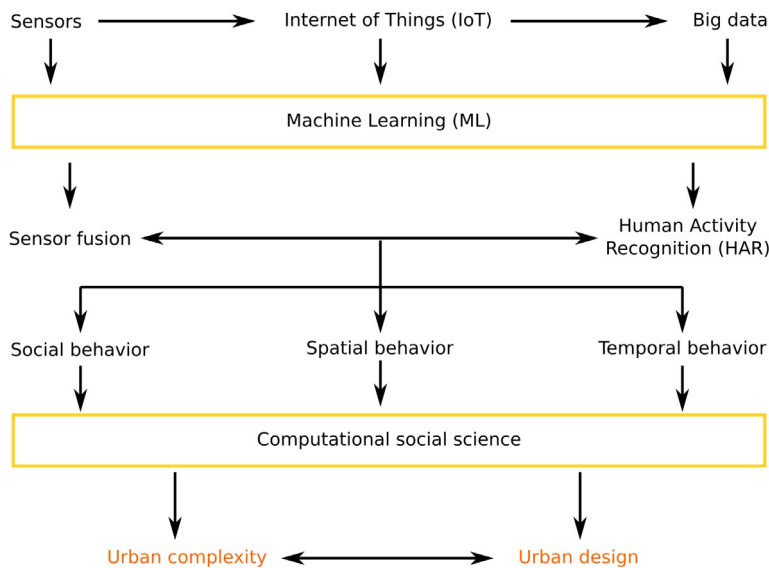 Sensors
Internet of Things (IoT)
Big data
Machine Learning (ML)
Sensor fusion
Human Activity
Recognition (HAR)
Social behavior
Spatial behavior
Temporal behavior
Computational social science
Urban complexity
Urban design